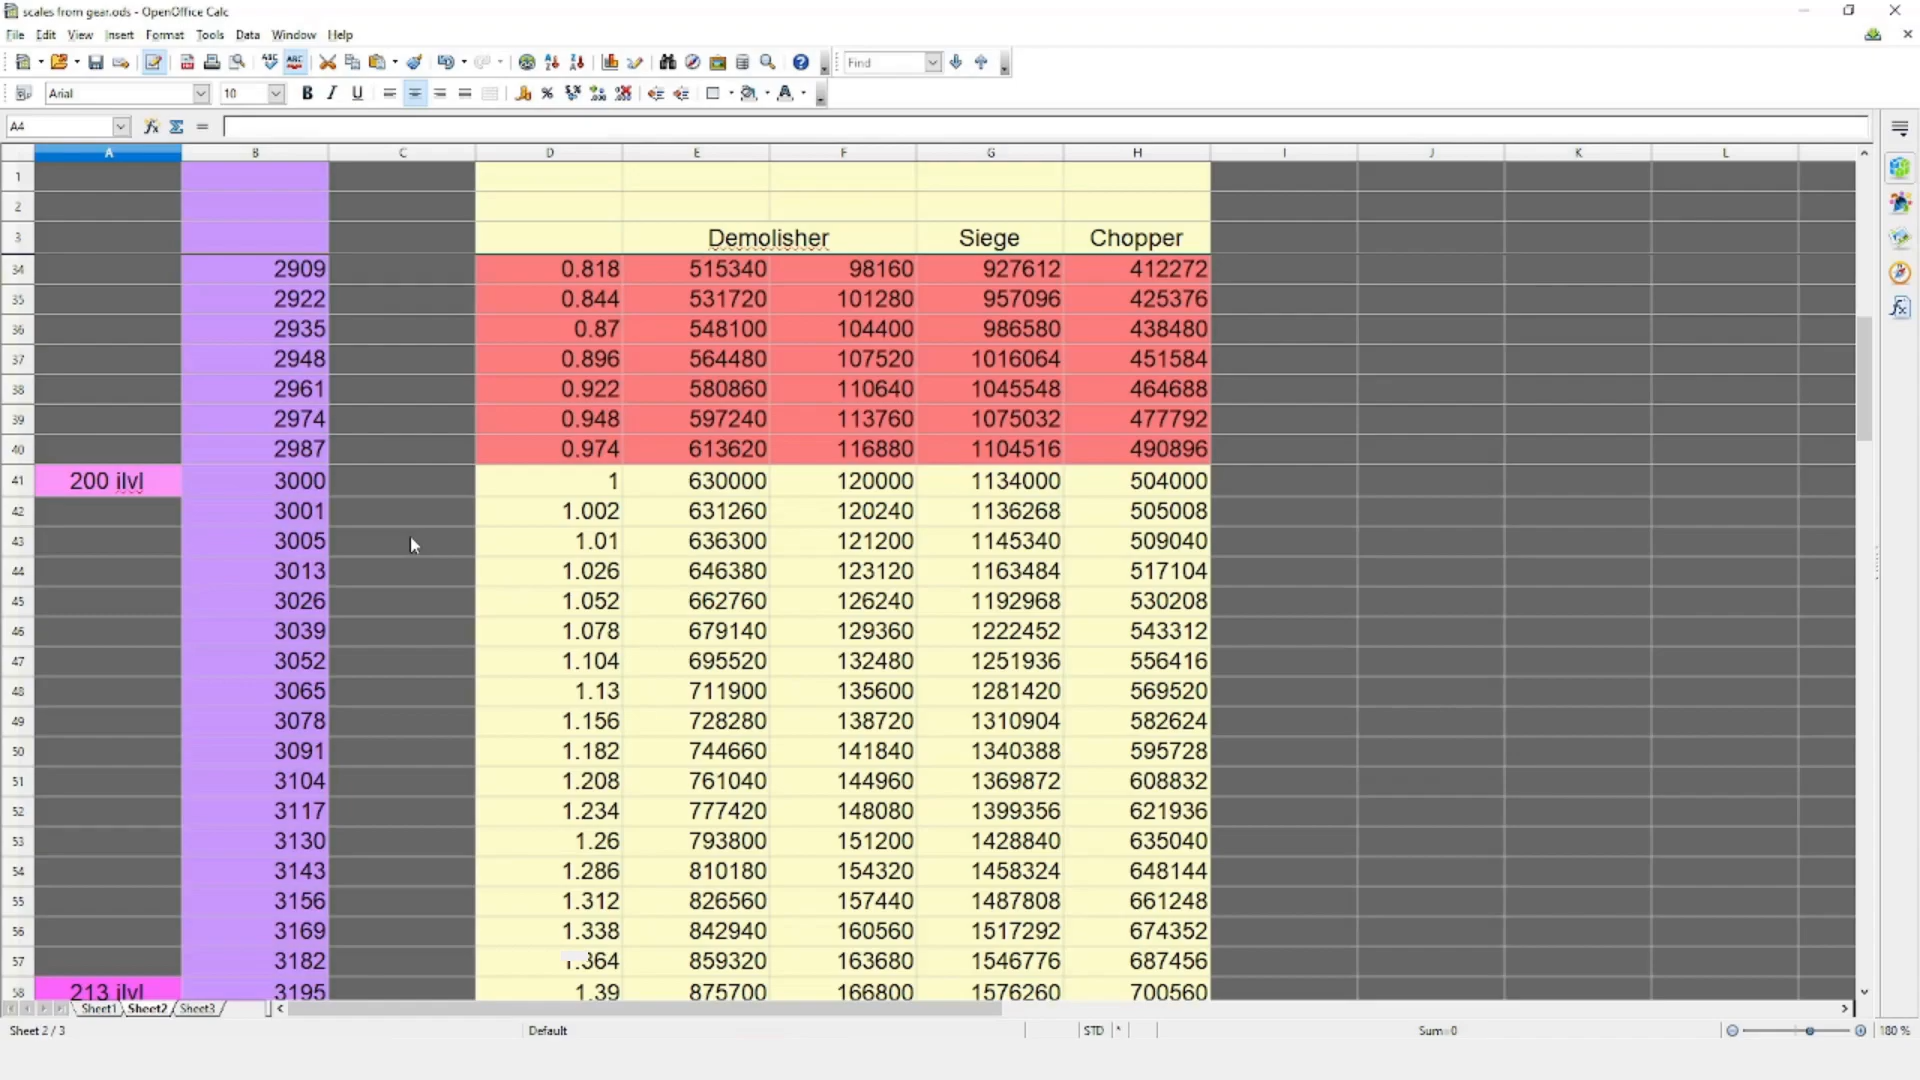 scales from gear.ods - OpenOffice Calc
File Edit View Insert Format Tools Data Window Help
Find
Arial 10 B I U
A4
A B C D E F G H I J K L
1
2
3 Demolisher Siege Chopper
34 2909 0.818 515340 98160 927612 412272
35 2922 0.844 531720 101280 957096 425376
36 2935 0.87 548100 104400 986580 438480
37 2948 0.896 564480 107520 1016064 451584
38 2961 0.922 580860 110640 1045548 464688
39 2974 0.948 597240 113760 1075032 477792
40 2987 0.974 613620 116880 1104516 490896
41 200 ilvl 3000 1 630000 120000 1134000 504000
42 3001 1.002 631260 120240 1136268 505008
43 3005 1.01 636300 121200 1145340 509040
44 3013 1.026 646380 123120 1163484 517104
45 3026 1.052 662760 126240 1192968 530208
46 3039 1.078 679140 129360 1222452 543312
47 3052 1.104 695520 132480 1251936 556416
48 3065 1.13 711900 135600 1281420 569520
49 3078 1.156 728280 138720 1310904 582624
50 3091 1.182 744660 141840 1340388 595728
51 3104 1.208 761040 144960 1369872 608832
52 3117 1.234 777420 148080 1399356 621936
53 3130 1.26 793800 151200 1428840 635040
54 3143 1.286 810180 154320 1458324 648144
55 3156 1.312 826560 157440 1487808 661248
56 3169 1.338 842940 160560 1517292 674352
57 3182 1.364 859320 163680 1546776 687456
58 213 ilvl 3195 1.39 875700 166800 1576260 700560
Sheet1 Sheet2 Sheet3
Sheet 2 / 3 Default STD * Sum=0 180 %